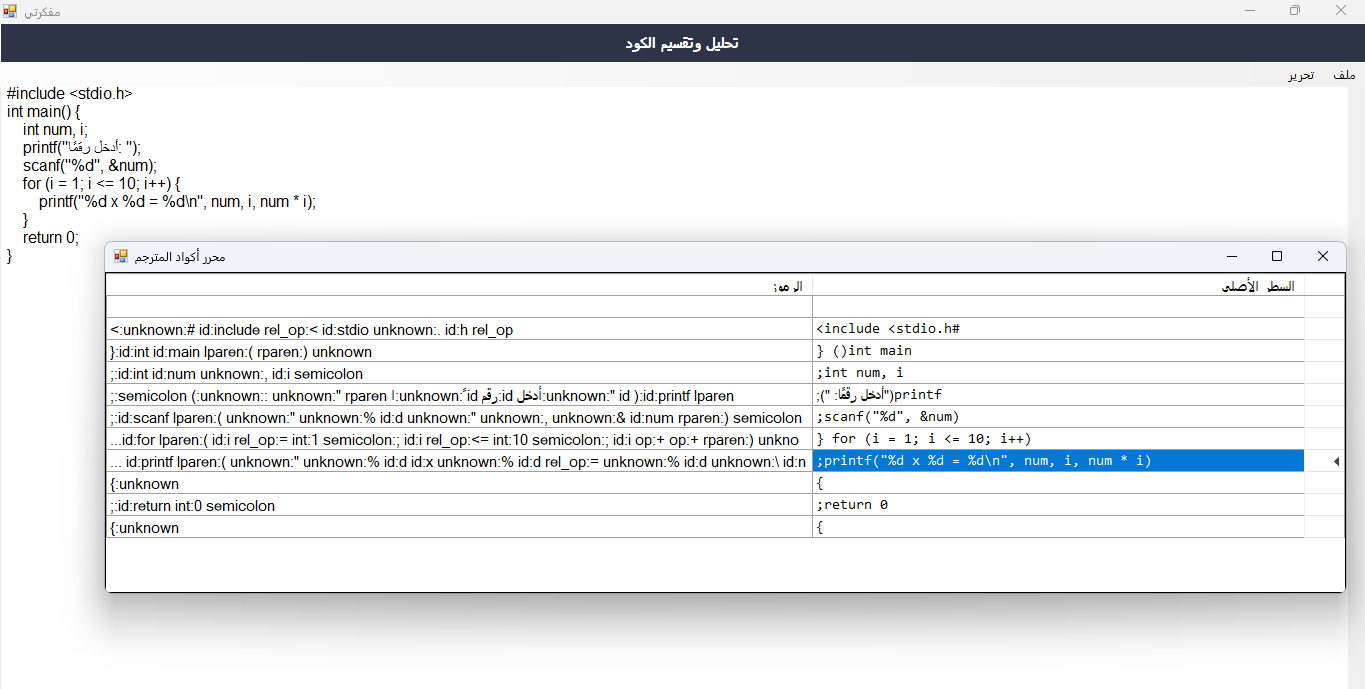 مفكرتي
تحليل وتقسيم الكود
ملف تحرير
#include <stdio.h>
int main() {
int num, i;
printf("أدخل رقمًا: ");
scanf("%d", &num);
for (i = 1; i <= 10; i++) {
printf("%d x %d = %d\n", num, i, num * i);
}
return 0;
}
محرر أكواد المترجم
السطر الأصلي الرموز
<include <stdio.h# <:unknown:# id:include rel_op:< id:stdio unknown:. id:h rel_op
} ()int main }:id:int id:main lparen:( rparen:) unknown
;int num, i ;:id:int id:num unknown:, id:i semicolon
;(" :أدخل رقمًا")printf ;:semicolon (:unknown:: unknown:" rparen ا:unknown:ً id:رقم id:أدخل unknown:" id ):id:printf lparen
;scanf("%d", &num) ;:id:scanf lparen:( unknown:" unknown:% id:d unknown:" unknown:, unknown:& id:num rparen:) semicolon
} for (i = 1; i <= 10; i++) ...id:for lparen:( id:i rel_op:= int:1 semicolon:; id:i rel_op:<= int:10 semicolon:; id:i op:+ op:+ rparen:) unkno
;printf("%d x %d = %d\n", num, i, num * i) ... id:printf lparen:( unknown:" unknown:% id:d id:x unknown:% id:d rel_op:= unknown:% id:d unknown:\ id:n
{ {:unknown
;return 0 ;:id:return int:0 semicolon
{ {:unknown